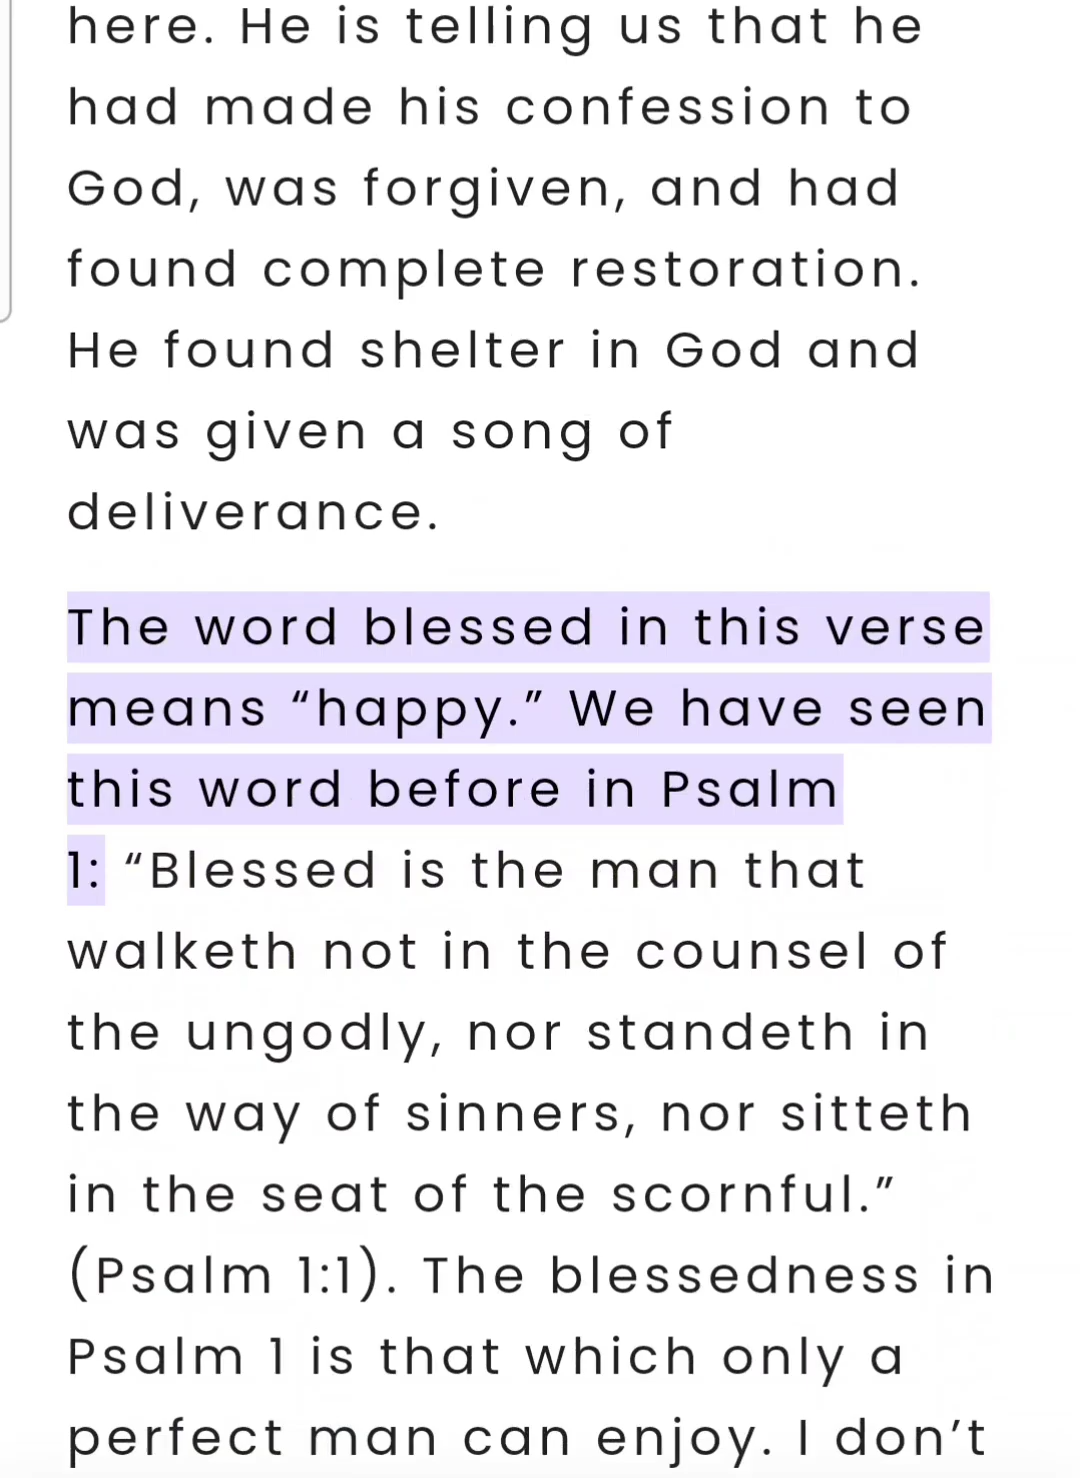 here. He is telling us that he
had made his confession to
God, was forgiven, and had
found complete restoration.
He found shelter in God and
was given a song of
deliverance.
The word blessed in this verse
means “happy.” We have seen
this word before in Psalm
1: “Blessed is the man that
walketh not in the counsel of
the ungodly, nor standeth in
the way of sinners, nor sitteth
in the seat of the scornful.”
(Psalm 1:1). The blessedness in
Psalm 1 is that which only a
perfect man can enjoy. I don’t